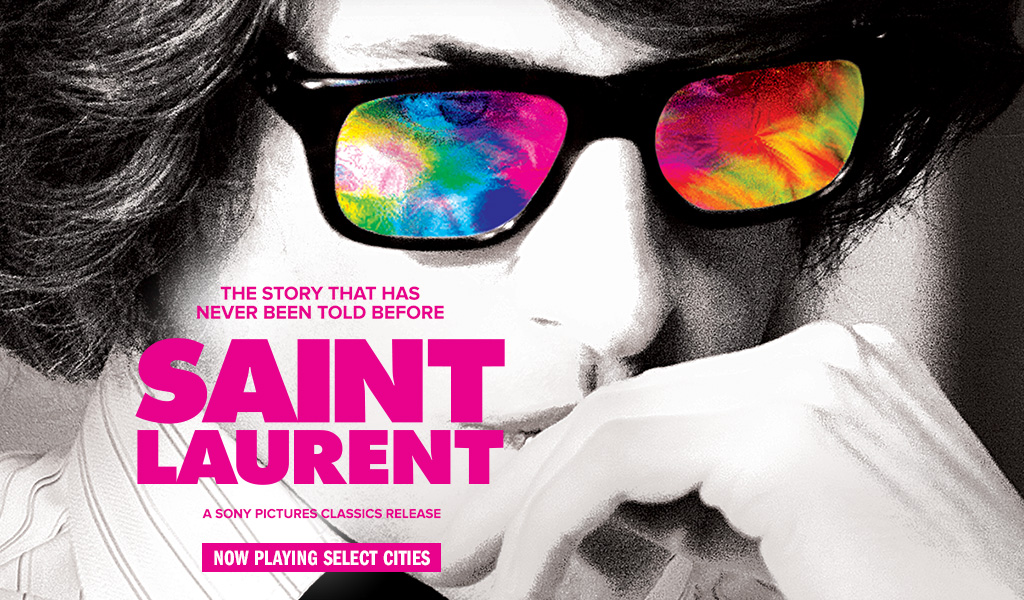 THE STORY THAT HAS
NEVER BEEN TOLD BEFORE
SAINT
LAURENT
A SONY PICTURES CLASSICS RELEASE
NOW PLAYING SELECT CITIES